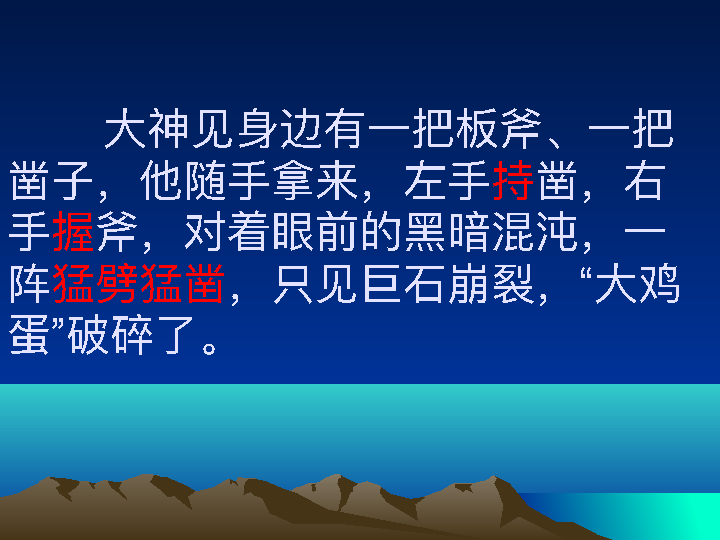 大神见身边有一把板斧、一把
凿子，他随手拿来，左手持凿，右
手握斧，对着眼前的黑暗混沌，一
阵猛劈猛凿，只见巨石崩裂，“大鸡
蛋”破碎了。